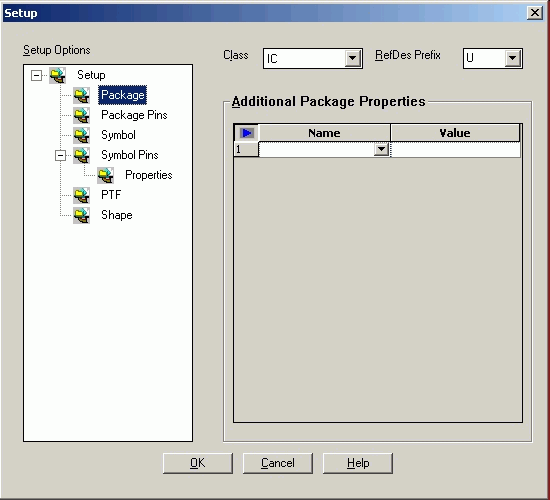 Setup
Setup Options
Class IC RefDes Prefix U
Setup
Package
Package Pins
Symbol
Symbol Pins
Properties
PTF
Shape
Additional Package Properties
Name Value
1
OK Cancel Help